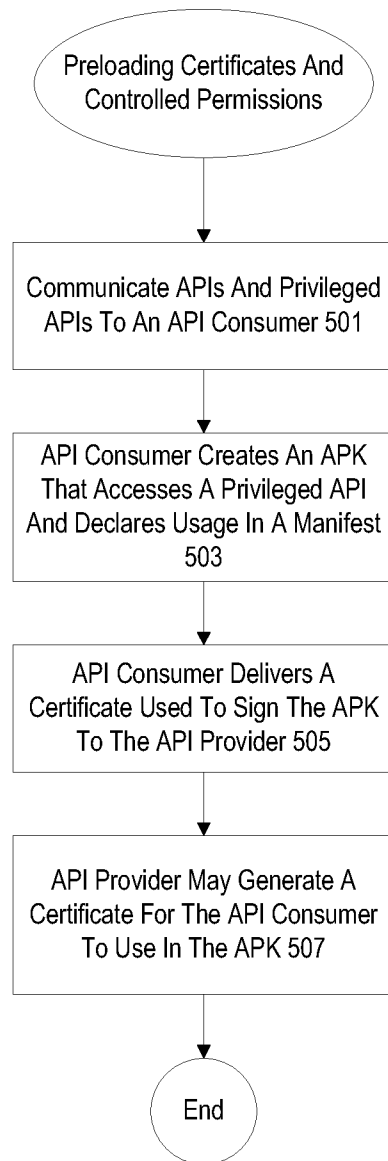 Preloading Certificates And
Controlled Permissions
Communicate APIs And Privileged
APIs To An API Consumer 501
API Consumer Creates An APK
That Accesses A Privileged API
And Declares Usage In A Manifest
503
API Consumer Delivers A
Certificate Used To Sign The APK
To The API Provider 505
API Provider May Generate A
Certificate For The API Consumer
To Use In The APK 507
End